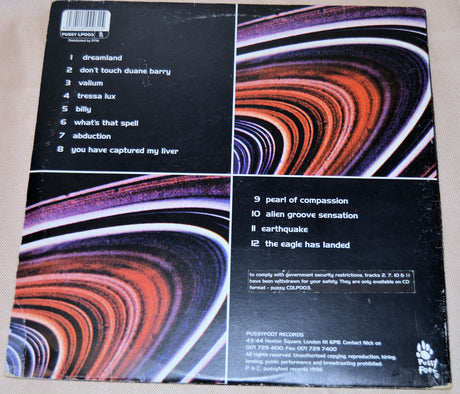 PUSSY LP003
Distributed by RTM
1 dreamland
2 don't touch duane barry
3 valium
4 tressa lux
5 billy
6 what's that spell
7 abduction
8 you have captured my liver
9 pearl of compassion
10 alien groove sensation
11 earthquake
12 the eagle has landed
to comply with government security restrictions, tracks 2, 7, 10 & 11
have been withdrawn for your safety. They are only available on CD
format - pussy CDLP003.
PUSSYFOOT RECORDS
43/44 Hoxton Square, London N1 6PB. Contact Nick on
0171 729 4100. Fax: 0171 729 7400
All rights reserved. Unauthorised copying, reproduction, hiring,
lending, public performance and broadcasting prohibited.
P & C: pussyfoot records 1996
Pussy
Foot